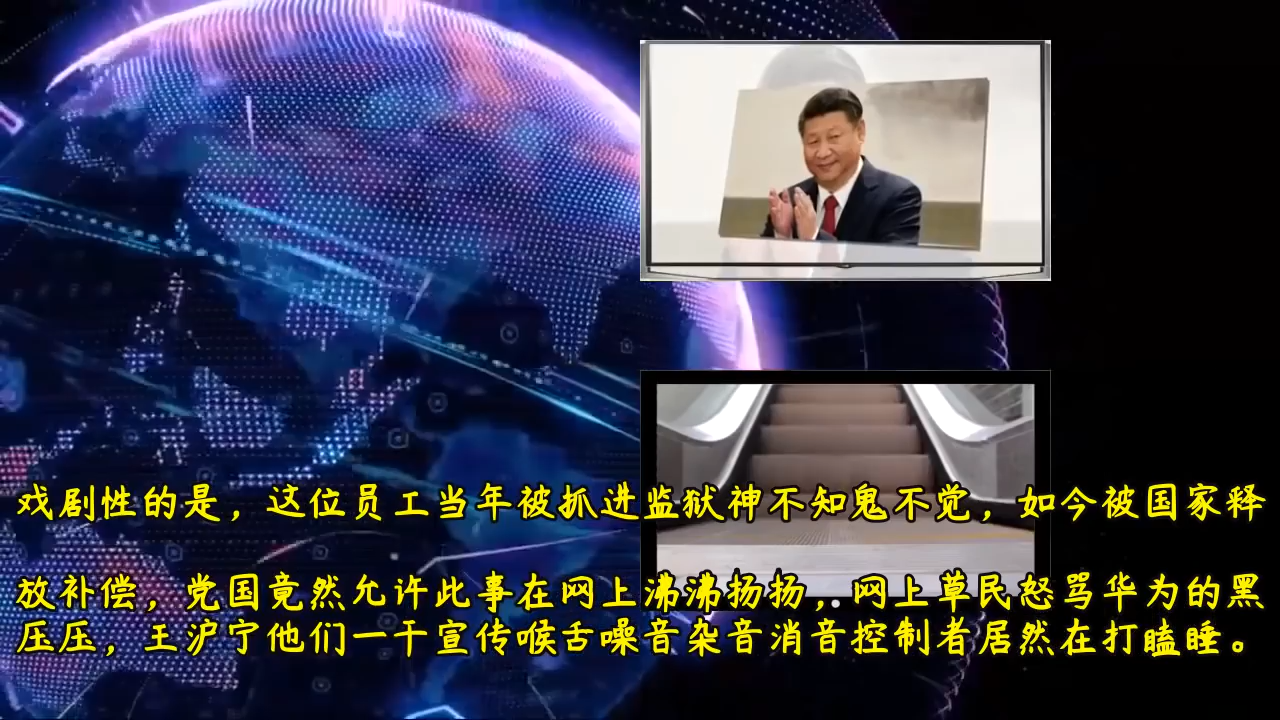 戏剧性的是，这位员工当年被抓进监狱神不知鬼不觉，如今被国家释
放补偿，党国竟然允许此事在网上沸沸扬扬，网上草民怒骂华为的黑
压压，王沪宁他们一干宣传喉舌噪音杂音消音控制者居然在打瞌睡。